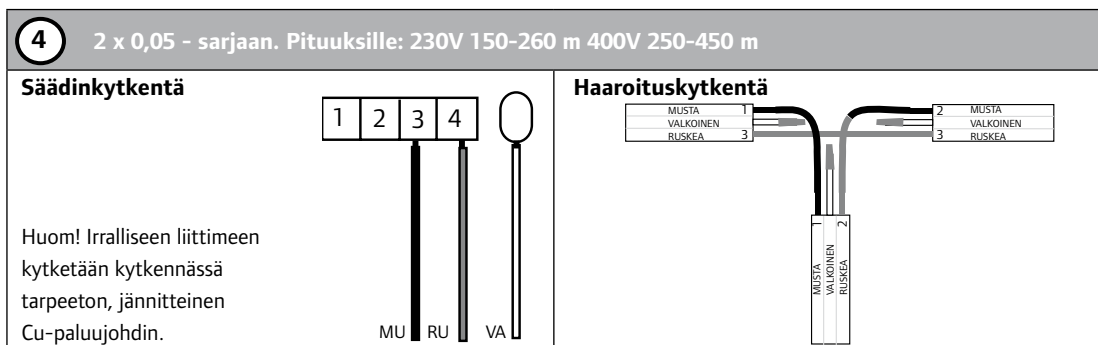 4 2 x 0,05 - sarjaan. Pituuksille: 230V 150-260 m 400V 250-450 m
Säädinkytkentä
1 2 3 4
Huom! Irralliseen liittimeen
kytketään kytkennässä
tarpeeton, jännitteinen
Cu-paluujohdin.
MU RU VA
Haaroituskytkentä
MUSTA 1
VALKOINEN
RUSKEA 3
2 MUSTA
VALKOINEN
3 RUSKEA
MUSTA 1
VALKOINEN
RUSKEA 2